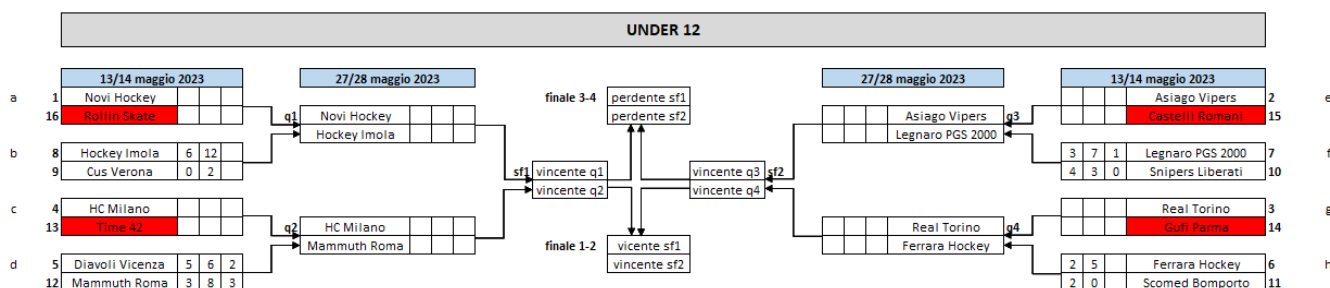 UNDER 12
13/14 maggio 2023 27/28 maggio 2023 27/28 maggio 2023 13/14 maggio 2023
a 1 Novi Hockey finale 3-4 perdente sf1 Asiago Vipers 2 e
16 Rollin Skate q1 Novi Hockey perdente sf2 Asiago Vipers q3 Castelli Romani 15
Hockey Imola Legnaro PGS 2000
b 8 Hockey Imola 6 12 3 7 1 Legnaro PGS 2000 7 f
9 Cus Verona 0 2 sf1 vincente q1 vincente q3 sf2 4 3 0 Snipers Liberati 10
vincente q2 vincente q4
c 4 HC Milano Real Torino 3 g
13 Time 42 q2 HC Milano Real Torino q4 Gufi Parma 14
Mammuth Roma finale 1-2 vicente sf1 Ferrara Hockey
d 5 Diavoli Vicenza 5 6 2 vincente sf2 2 5 Ferrara Hockey 6 h
12 Mammuth Roma 3 8 3 2 0 Scomed Bomporto 11